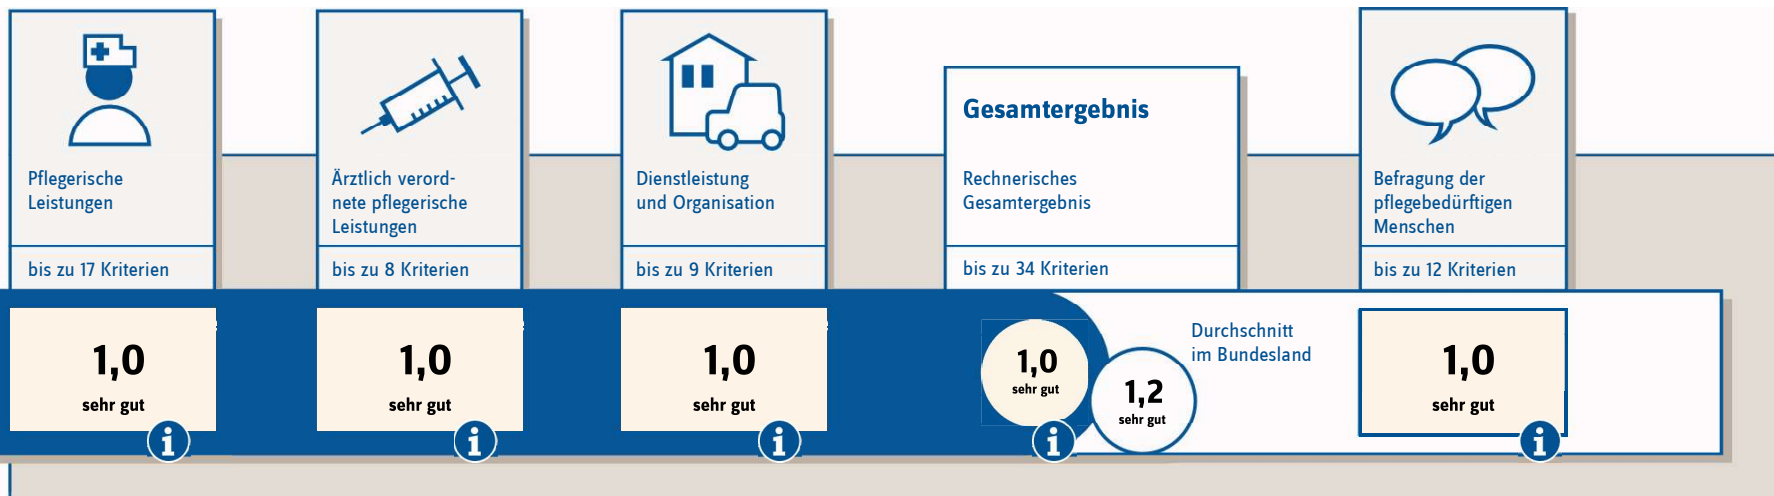 Pflegerische
Leistungen
bis zu 17 Kriterien
1,0
sehr gut
Ärztlich verord-
nete pflegerische
Leistungen
bis zu 8 Kriterien
1,0
sehr gut
Dienstleistung
und Organisation
bis zu 9 Kriterien
1,0
sehr gut
Gesamtergebnis
Rechnerisches
Gesamtergebnis
bis zu 34 Kriterien
1,0
sehr gut
1,2
sehr gut
Durchschnitt
im Bundesland
Befragung der
pflegebedürftigen
Menschen
bis zu 12 Kriterien
1,0
sehr gut